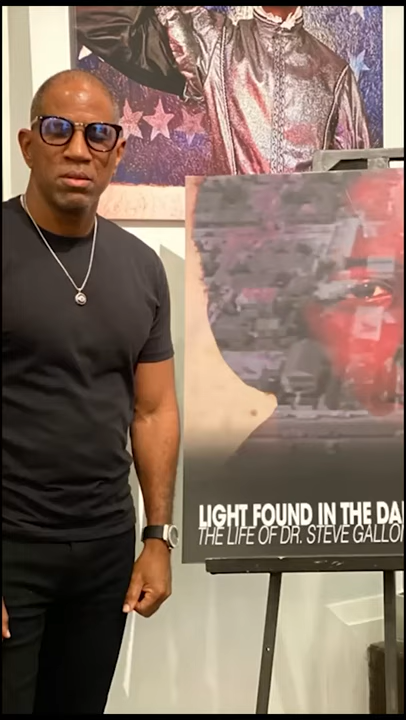 LIGHT FOUND IN THE DA
THE LIFE OF DR. STEVE GALLO